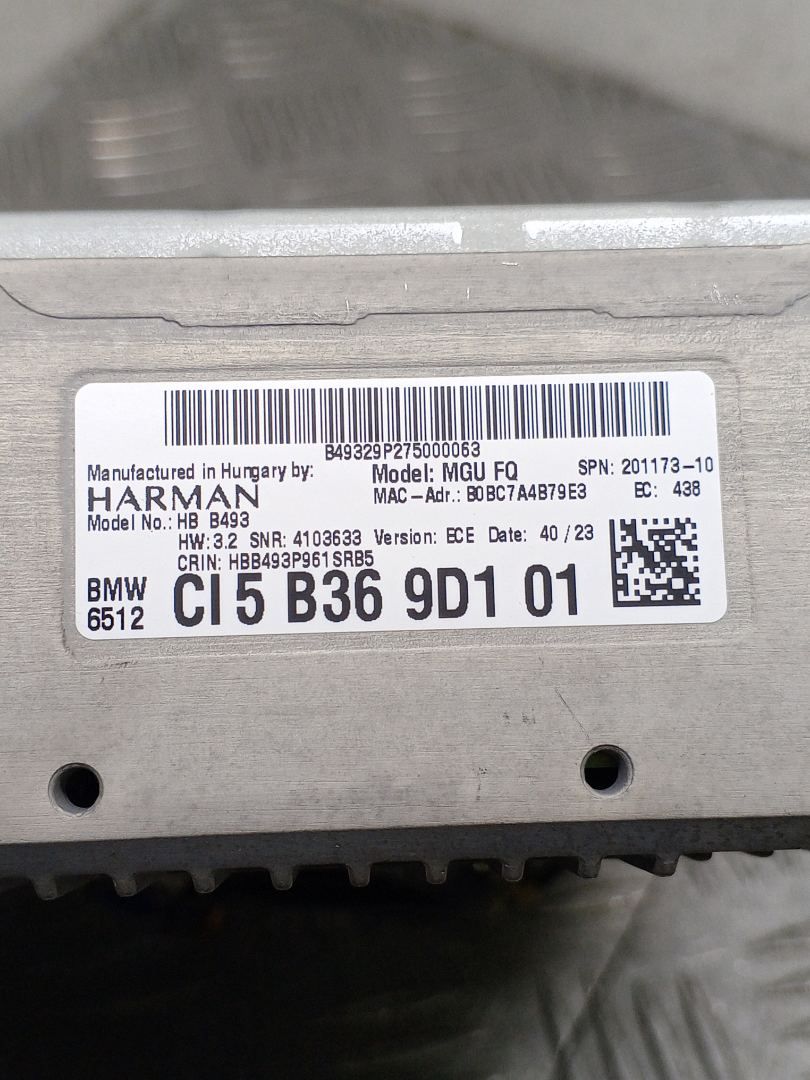 B49329P275000063
Manufactured in Hungary by: Model: MGU FQ SPN: 201173-10
HARMAN MAC-Adr.: B0BC7A4B79E3 EC: 438
Model No.: HB B493
HW: 3.2 SNR: 4103633 Version: ECE Date: 40/23
CRIN: HBB493P961SRB5
BMW
6512 CI5 B36 9D1 01